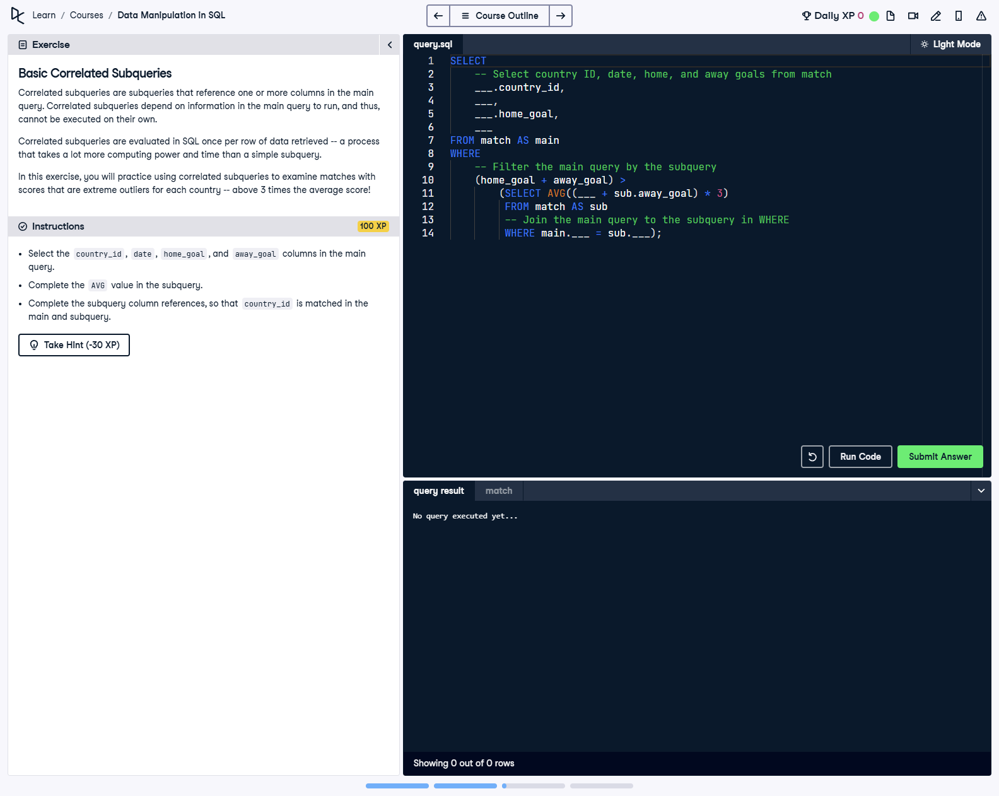 Learn / Courses / Data Manipulation in SQL
Course Outline
Daily XP 0
Exercise
Basic Correlated Subqueries
Correlated subqueries are subqueries that reference one or more columns in the main
query. Correlated subqueries depend on information in the main query to run, and thus,
cannot be executed on their own.
Correlated subqueries are evaluated in SQL once per row of data retrieved -- a process
that takes a lot more computing power and time than a simple subquery.
In this exercise, you will practice using correlated subqueries to examine matches with
scores that are extreme outliers for each country -- above 3 times the average score!
Instructions
100 XP
• Select the country_id, date, home_goal, and away_goal columns in the main
query.
• Complete the AVG value in the subquery.
• Complete the subquery column references, so that country_id is matched in the
main and subquery.
Take Hint (-30 XP)
query.sql
Light Mode
1 SELECT
2     -- Select country ID, date, home, and away goals from match
3     ___.country_id,
4     ___,
5     ___.home_goal,
6     ___
7 FROM match AS main
8 WHERE
9     -- Filter the main query by the subquery
10     (home_goal + away_goal) >
11         (SELECT AVG((___ + sub.away_goal) * 3)
12          FROM match AS sub
13          -- Join the main query to the subquery in WHERE
14          WHERE main.___ = sub.___);
Run Code
Submit Answer
query result
match
No query executed yet...
Showing 0 out of 0 rows